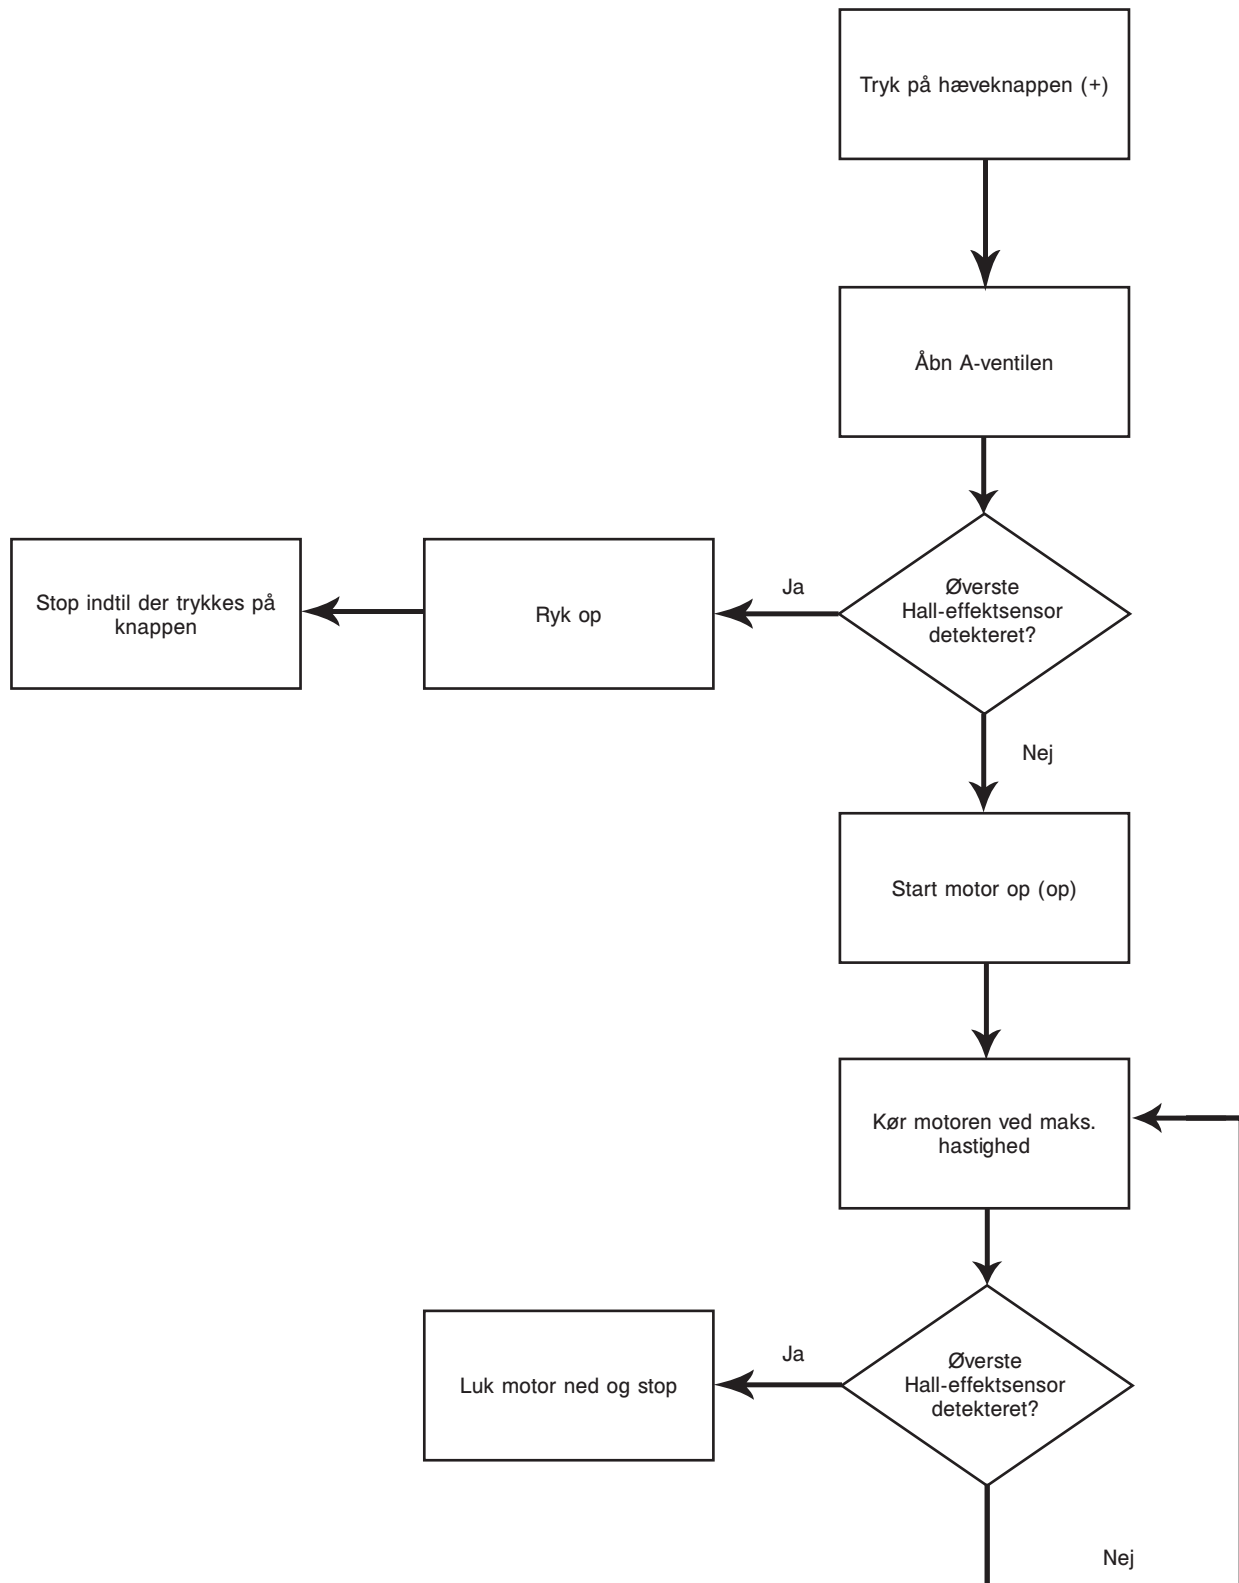 Tryk på hæveknappen (+)
Åbn A-ventilen
Øverste
Hall-effektsensor
detekteret?
Ja
Ryk op
Stop indtil der trykkes på
knappen
Nej
Start motor op (op)
Kør motoren ved maks.
hastighed
Øverste
Hall-effektsensor
detekteret?
Ja
Luk motor ned og stop
Nej